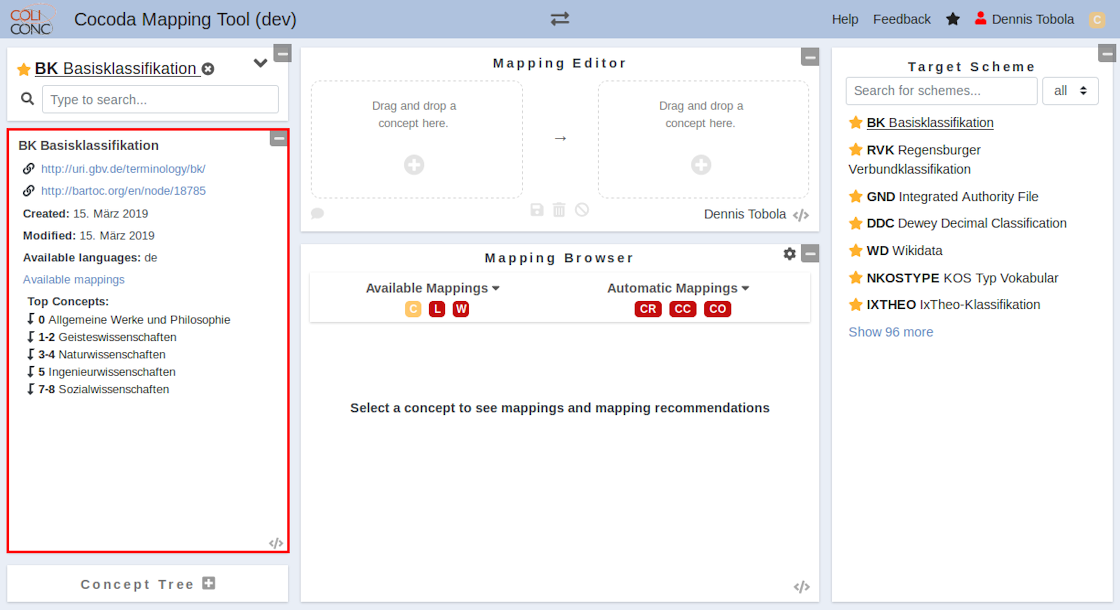 COLI
CONC
Cocoda Mapping Tool (dev)
Help Feedback Dennis Tobola C
BK Basisklassifikation
Type to search...
BK Basisklassifikation
http://uri.gbv.de/terminology/bk/
http://bartoc.org/en/node/18785
Created: 15. März 2019
Modified: 15. März 2019
Available languages: de
Available mappings
Top Concepts:
0 Allgemeine Werke und Philosophie
1-2 Geisteswissenschaften
3-4 Naturwissenschaften
5 Ingenieurwissenschaften
7-8 Sozialwissenschaften
</>
Concept Tree
Mapping Editor
Drag and drop a
concept here.
→
Drag and drop a
concept here.
Dennis Tobola </>
Mapping Browser
Available Mappings
C L W
Automatic Mappings
CR CC CO
Select a concept to see mappings and mapping recommendations
</>
Target Scheme
Search for schemes... all
BK Basisklassifikation
RVK Regensburger
Verbundklassifikation
GND Integrated Authority File
DDC Dewey Decimal Classification
WD Wikidata
NKOSTYPE KOS Typ Vokabular
IXTHEO IxTheo-Klassifikation
Show 96 more